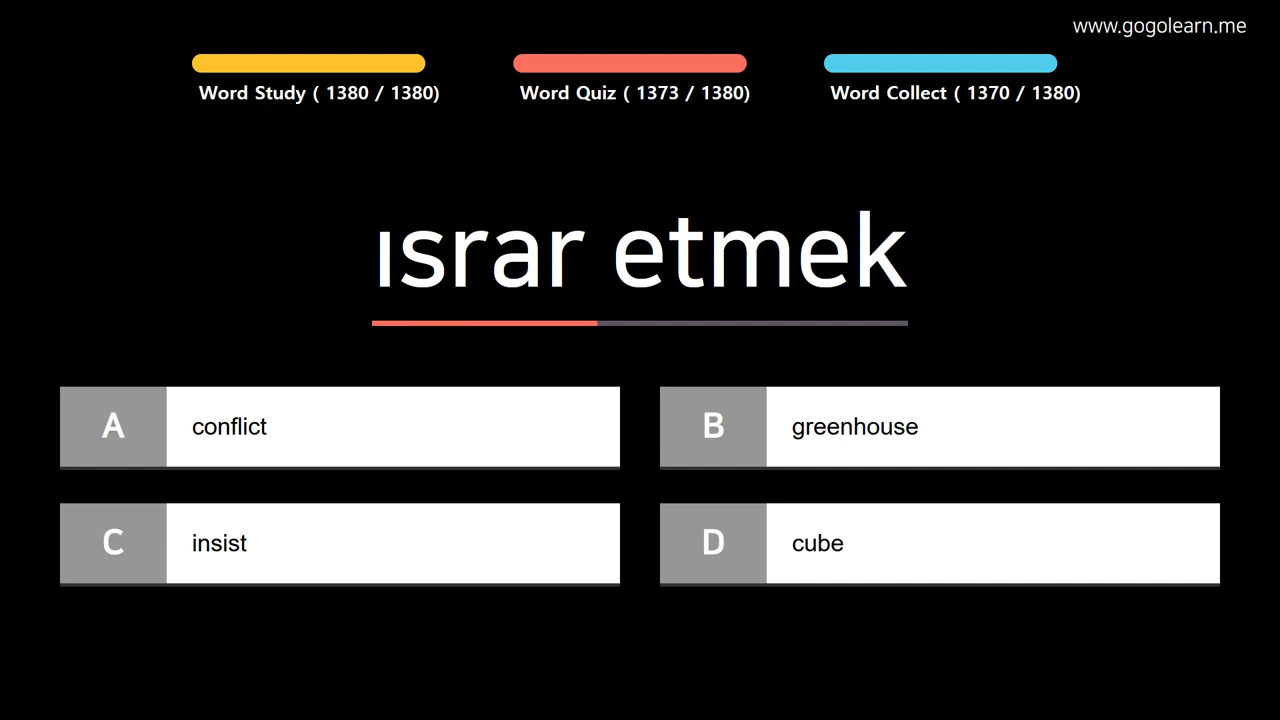 www.gogolearn.me
Word Study ( 1380 / 1380)
Word Quiz ( 1373 / 1380)
Word Collect ( 1370 / 1380)
ısrar etmek
A conflict
B greenhouse
C insist
D cube